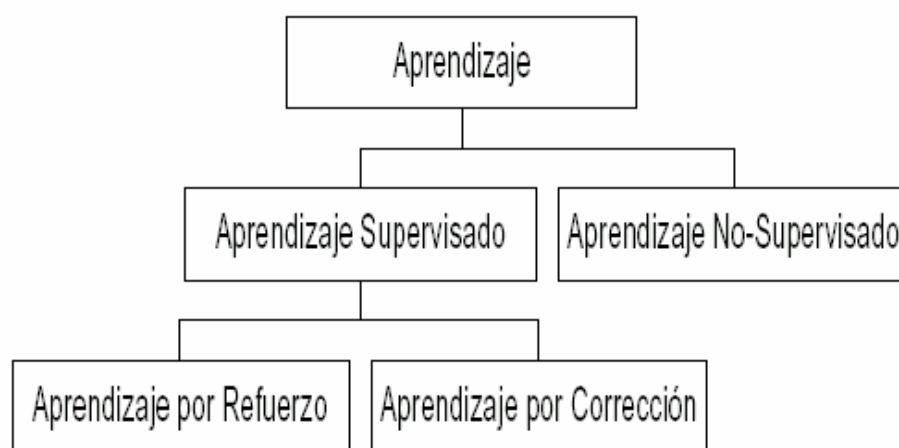 Aprendizaje
Aprendizaje Supervisado
Aprendizaje No-Supervisado
Aprendizaje por Refuerzo
Aprendizaje por Corrección